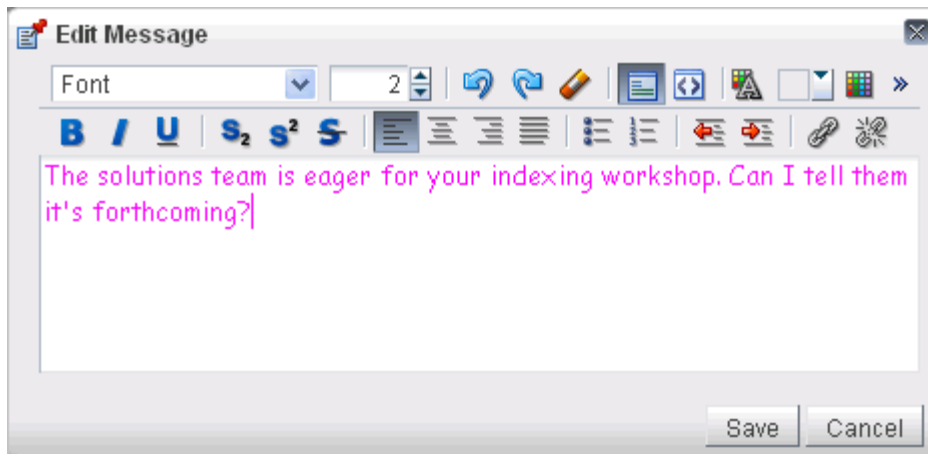 Edit Message
Font 2
B I U S2 S² S
The solutions team is eager for your indexing workshop. Can I tell them
it's forthcoming?
Save Cancel